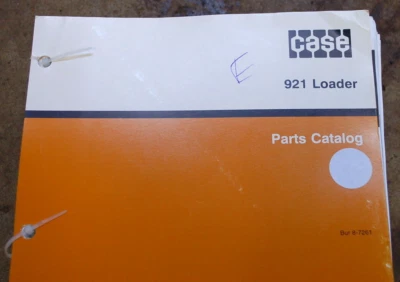 case
E
921 Loader
Parts Catalog